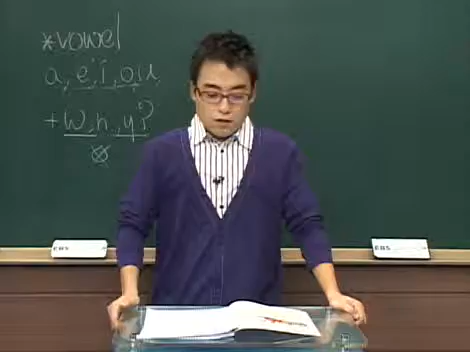 *vowel
a, e, i, o, u
+ w, h, y?
EBS
EBS